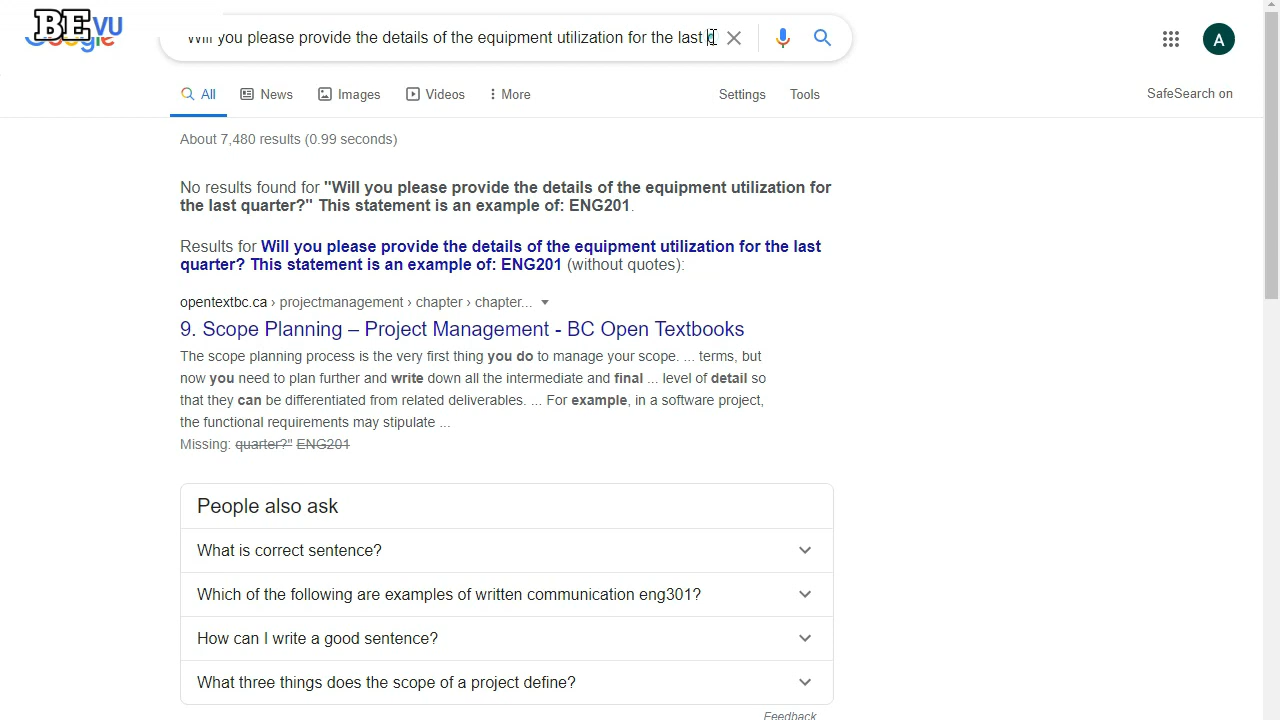 BEVU
Google
Will you please provide the details of the equipment utilization for the last
A
All
News
Images
Videos
More
Settings
Tools
SafeSearch on
About 7,480 results (0.99 seconds)
No results found for "Will you please provide the details of the equipment utilization for
the last quarter?" This statement is an example of: ENG201.
Results for Will you please provide the details of the equipment utilization for the last
quarter? This statement is an example of: ENG201 (without quotes):
opentextbc.ca › projectmanagement › chapter › chapter...
9. Scope Planning – Project Management - BC Open Textbooks
The scope planning process is the very first thing you do to manage your scope. ... terms, but
now you need to plan further and write down all the intermediate and final ... level of detail so
that they can be differentiated from related deliverables. ... For example, in a software project,
the functional requirements may stipulate ...
Missing: quarter?" ENG201
People also ask
What is correct sentence?
Which of the following are examples of written communication eng301?
How can I write a good sentence?
What three things does the scope of a project define?
Feedback